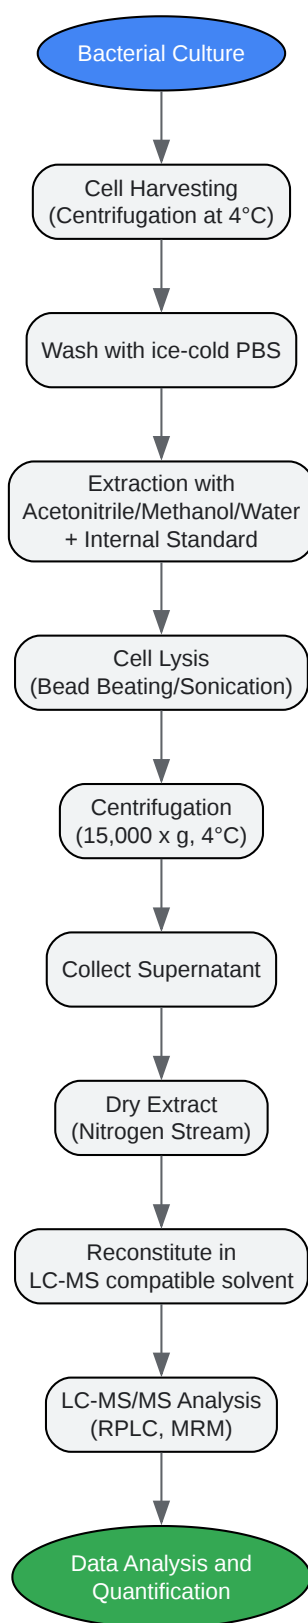 Bacterial Culture
Cell Harvesting
(Centrifugation at 4°C)
Wash with ice-cold PBS
Extraction with
Acetonitrile/Methanol/Water
+ Internal Standard
Cell Lysis
(Bead Beating/Sonication)
Centrifugation
(15,000 x g, 4°C)
Collect Supernatant
Dry Extract
(Nitrogen Stream)
Reconstitute in
LC-MS compatible solvent
LC-MS/MS Analysis
(RPLC, MRM)
Data Analysis and
Quantification